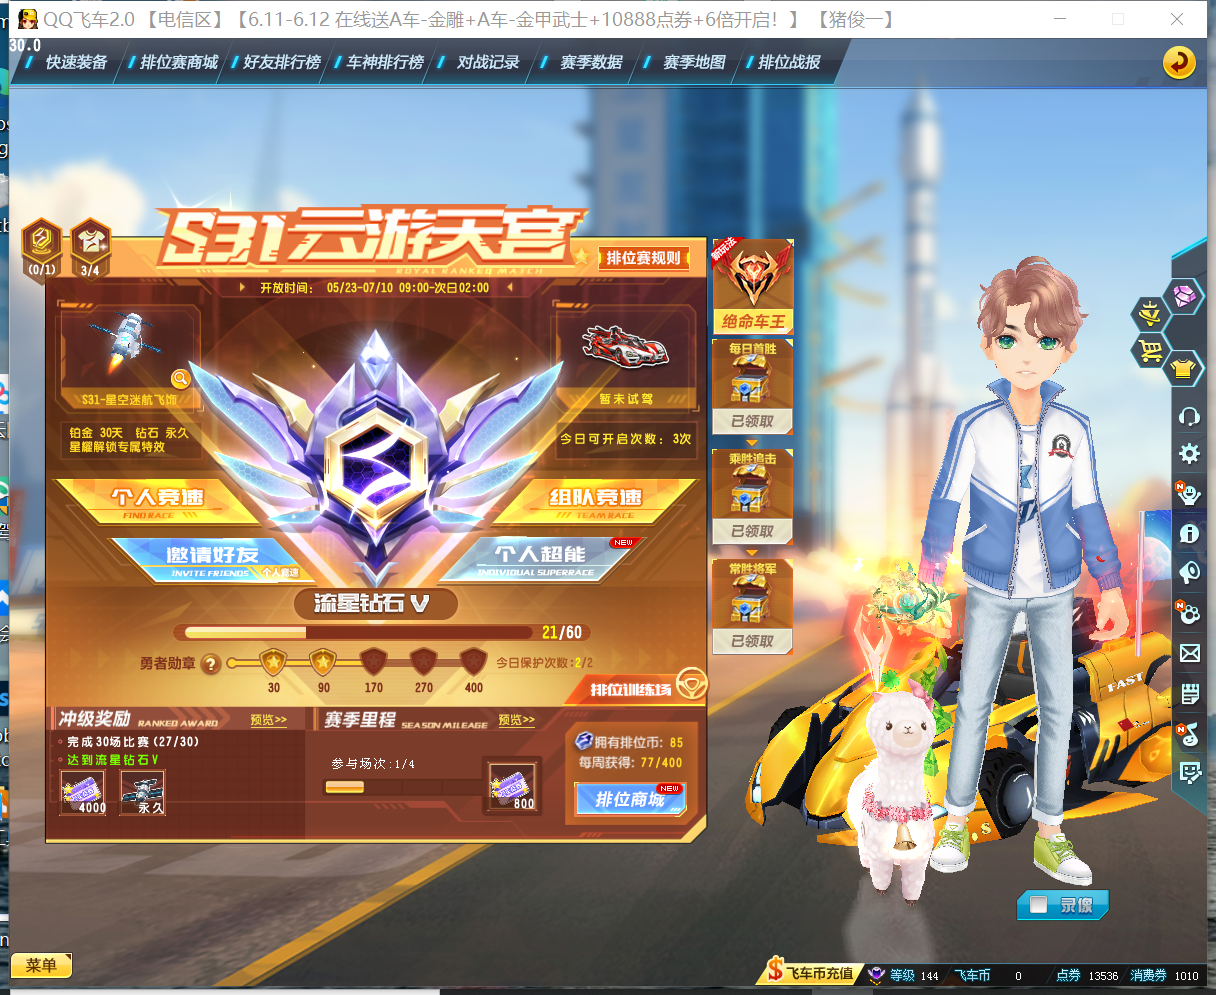 QQ飞车2.0 【电信区】【6.11-6.12 在线送A车-金雕+A车-金甲武士+10888点券+6倍开启！】 【猪俊一】
30.0
快速装备 排位赛商城 好友排行榜 车神排行榜 对战记录 赛季数据 赛季地图 排位战报
S31云游天宫
ROYAL RANKED MATCH
排位赛规则
(0/1) 3/4
开放时间： 05/23-07/10 09:00-次日02:00
新玩法
绝命车王
S31-星空迷航飞饰
暂未试驾
铂金 30天 钻石 永久
星耀解锁专属特效
今日可开启次数：3次
每日首胜
已领取
乘胜追击
已领取
常胜将军
已领取
个人竞速
FIND RACE
组队竞速
TEAM RACE
邀请好友
INVITE FRIENDS 个人竞速
个人超能
NEW
INDIVIDUAL SUPERRACE
流星钻石 V
21/60
勇者勋章 ? 今日保护次数:2/2
30 90 170 270 400
排位训练场
冲级奖励 RANKED AWARD 预览>>
赛季里程 SEASON MILEAGE 预览>>
完成30场比赛 (27/30)
达到流星钻石V
4000
永久
参与场次:1/4
800
拥有排位币: 85
每周获得: 77/400
排位商城
NEW
FAST
录像
菜单
飞车币充值 等级 144 飞车币 0 点券 13536 消费券 1010